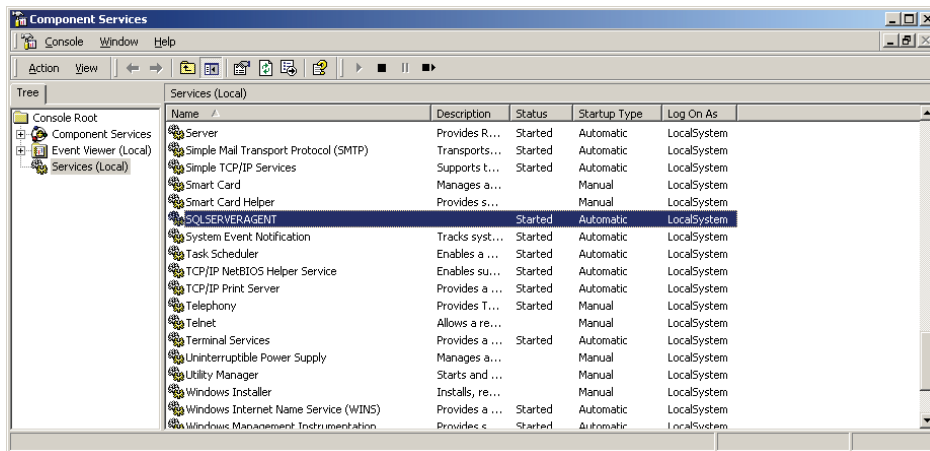 Component Services
Console Window Help
Action View
Tree
Services (Local)
Console Root
Component Services
Event Viewer (Local)
Services (Local)
Name Description Status Startup Type Log On As
Server Provides R... Started Automatic LocalSystem
Simple Mail Transport Protocol (SMTP) Transports... Started Automatic LocalSystem
Simple TCP/IP Services Supports t... Started Automatic LocalSystem
Smart Card Manages a... Manual LocalSystem
Smart Card Helper Provides s... Manual LocalSystem
SQLSERVERAGENT Started Automatic LocalSystem
System Event Notification Tracks syst... Started Automatic LocalSystem
Task Scheduler Enables a ... Started Automatic LocalSystem
TCP/IP NetBIOS Helper Service Enables su... Started Automatic LocalSystem
TCP/IP Print Server Provides a ... Started Automatic LocalSystem
Telephony Provides T... Started Manual LocalSystem
Telnet Allows a re... Manual LocalSystem
Terminal Services Provides a ... Started Automatic LocalSystem
Uninterruptible Power Supply Manages a... Manual LocalSystem
Utility Manager Starts and ... Manual LocalSystem
Windows Installer Installs, re... Manual LocalSystem
Windows Internet Name Service (WINS) Provides a ... Started Automatic LocalSystem
Windows Management Instrumentation Provides s... Started Automatic LocalSystem